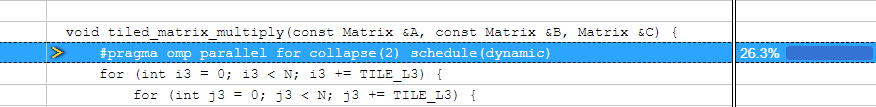 void tiled_matrix_multiply(const Matrix &A, const Matrix &B, Matrix &C) {
#pragma omp parallel for collapse(2) schedule(dynamic) 26.3%
for (int i3 = 0; i3 < N; i3 += TILE_L3) {
for (int j3 = 0; j3 < N; j3 += TILE_L3) {